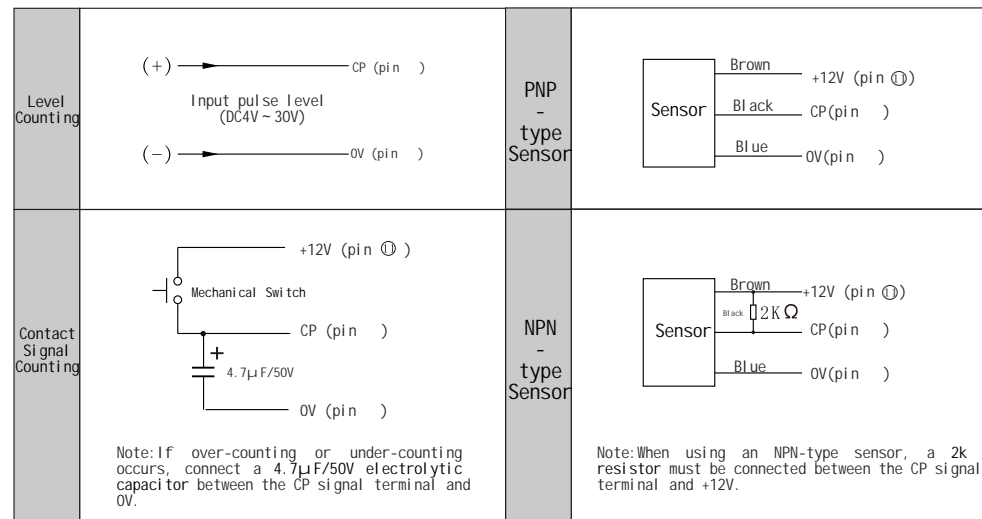 Level
Counting
(+)
CP (pin )
Input pulse level
(DC4V~30V)
(−)
0V (pin )
PNP
-
type
Sensor
Sensor
Brown
+12V (pin ⑪)
Black
CP(pin )
Blue
0V(pin )
Contact
Signal
Counting
+12V (pin ⑪ )
Mechanical Switch
CP (pin )
+
4.7μF/50V
0V (pin )
Note:If over-counting or under-counting
occurs, connect a 4.7μF/50V electrolytic
capacitor between the CP signal terminal and
0V.
NPN
-
type
Sensor
Sensor
Brown
+12V (pin ⑪)
Black
2KΩ
CP(pin )
Blue
0V(pin )
Note:When using an NPN-type sensor, a 2k
resistor must be connected between the CP signal
terminal and +12V.